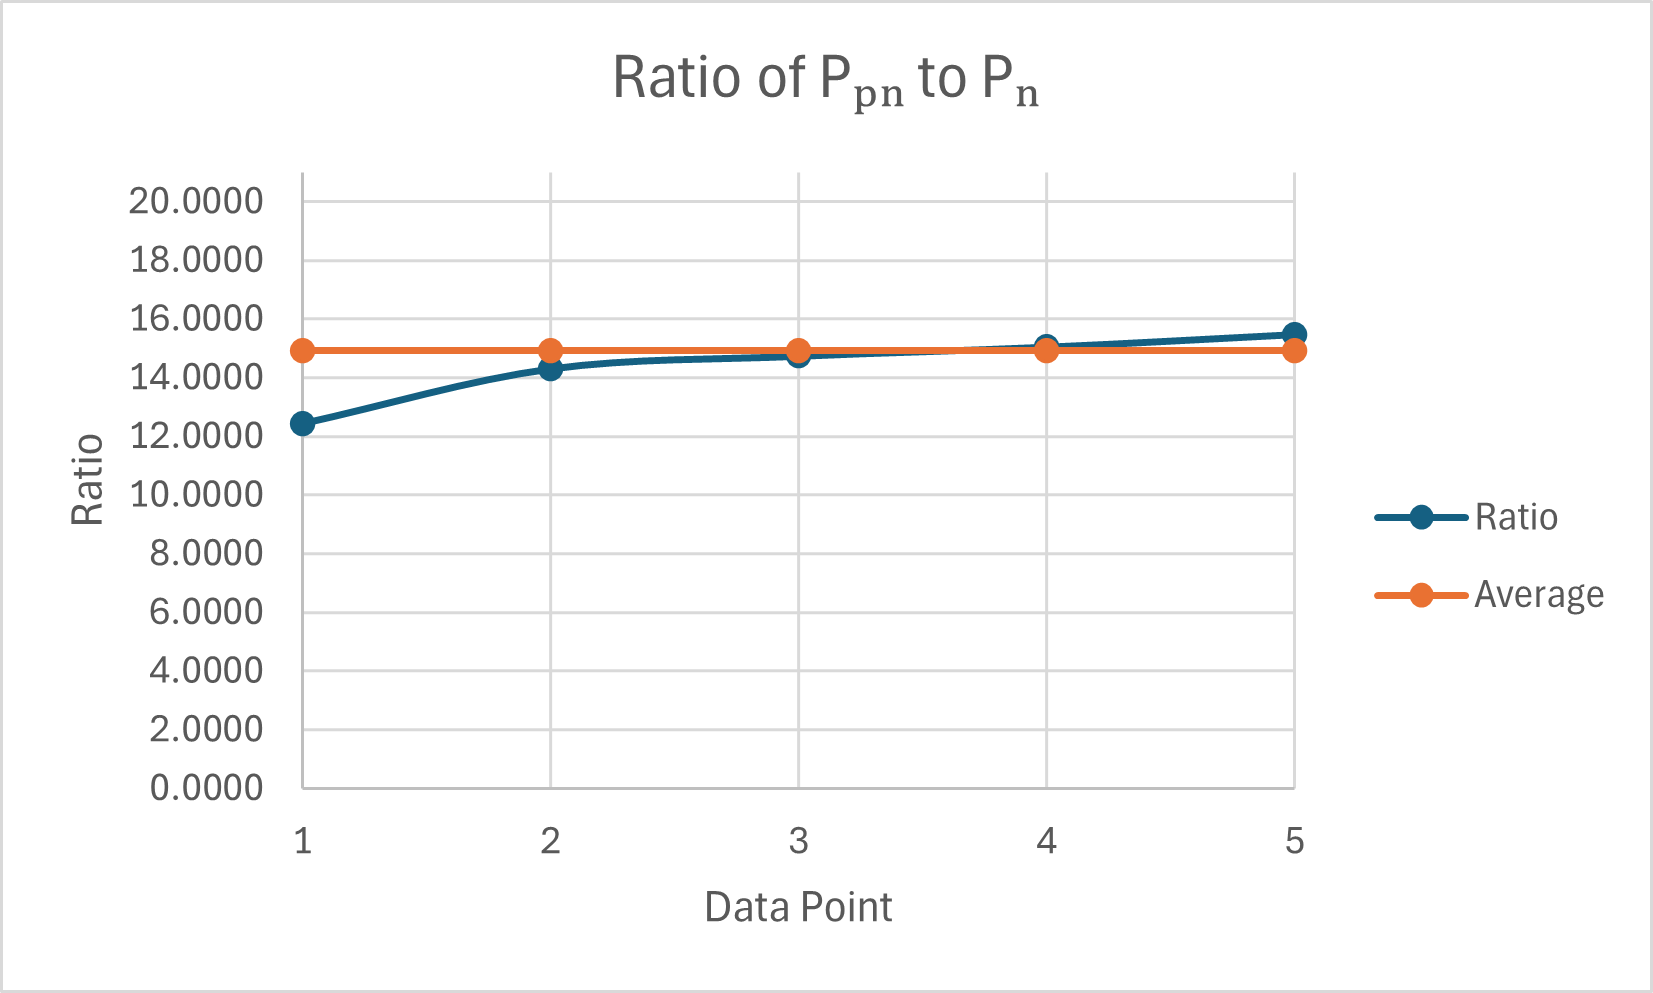 Ratio of Ppn to Pn
20.0000
18.0000
16.0000
14.0000
12.0000
10.0000
8.0000
6.0000
4.0000
2.0000
0.0000
Ratio
1 2 3 4 5
Data Point
Ratio
Average